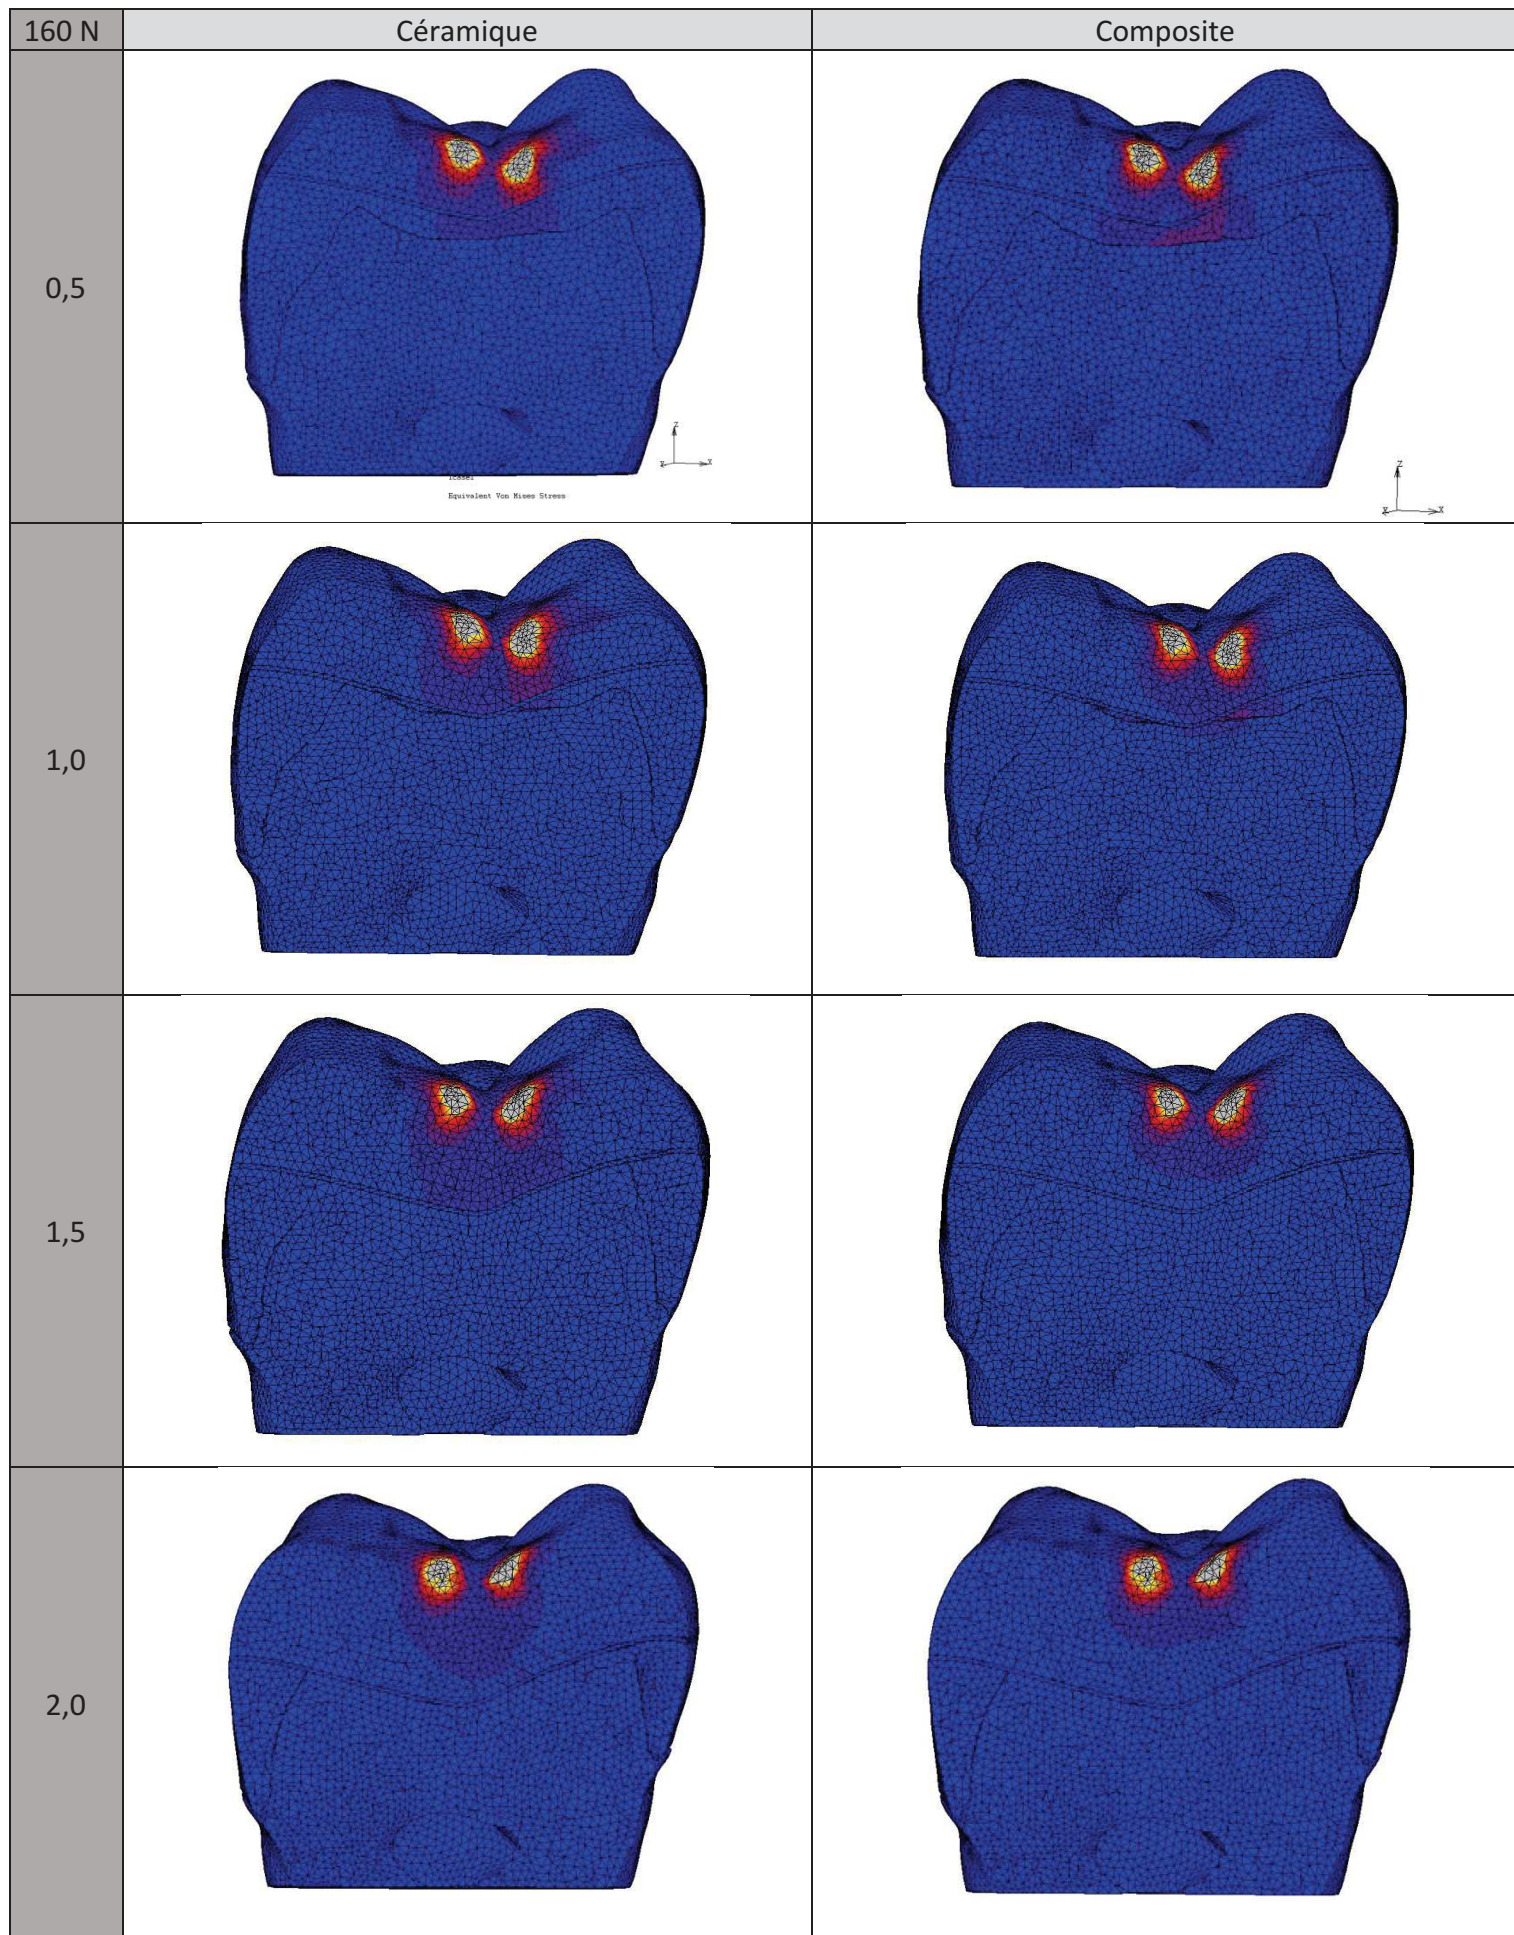 160 N Céramique Composite
0,5
Z
X
Equivalent Von Mises Stress
Z
X
1,0
1,5
2,0